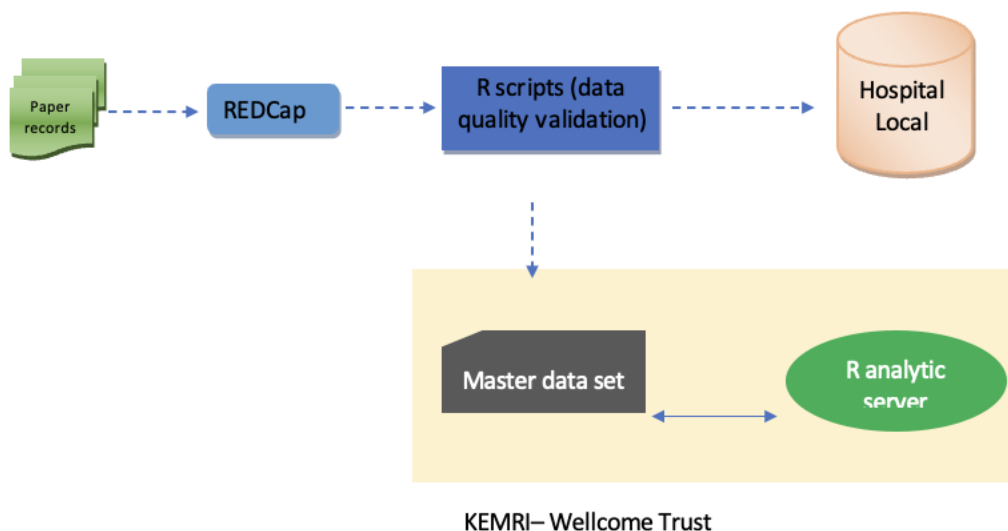 Paper
records
REDCap
R scripts (data
quality validation)
Hospital
Local
Master data set
R analytic
server
KEMRI– Wellcome Trust